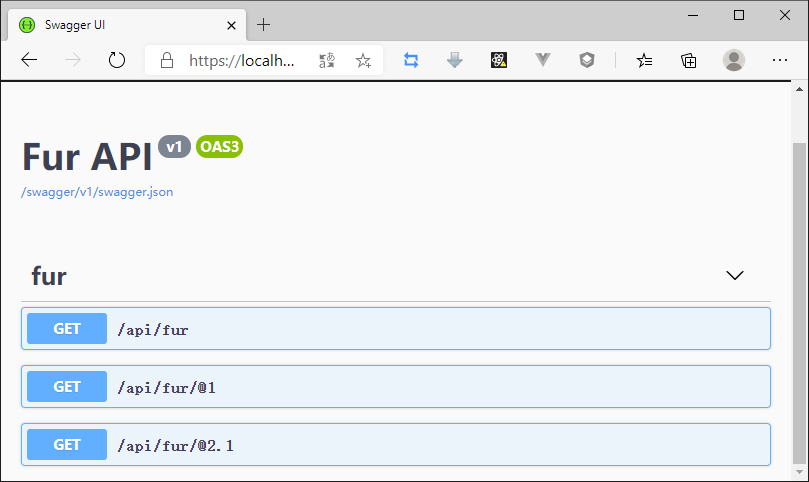 Swagger UI
https://localh...
Fur API v1 OAS3
/swagger/v1/swagger.json
fur
GET /api/fur
GET /api/fur/@1
GET /api/fur/@2.1